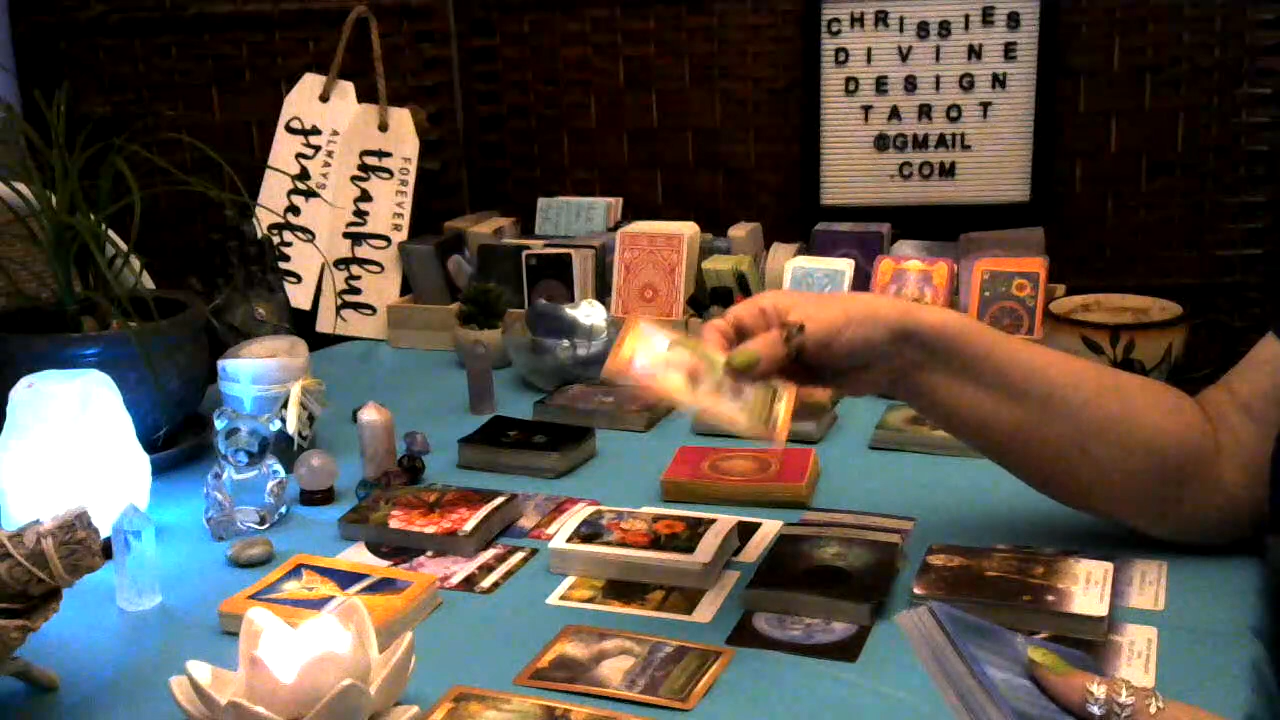 ALWAYS
grateful
FOREVER
thankful
CHRISSIES
DIVINE
DESIGN
TAROT
@GMAIL
.COM